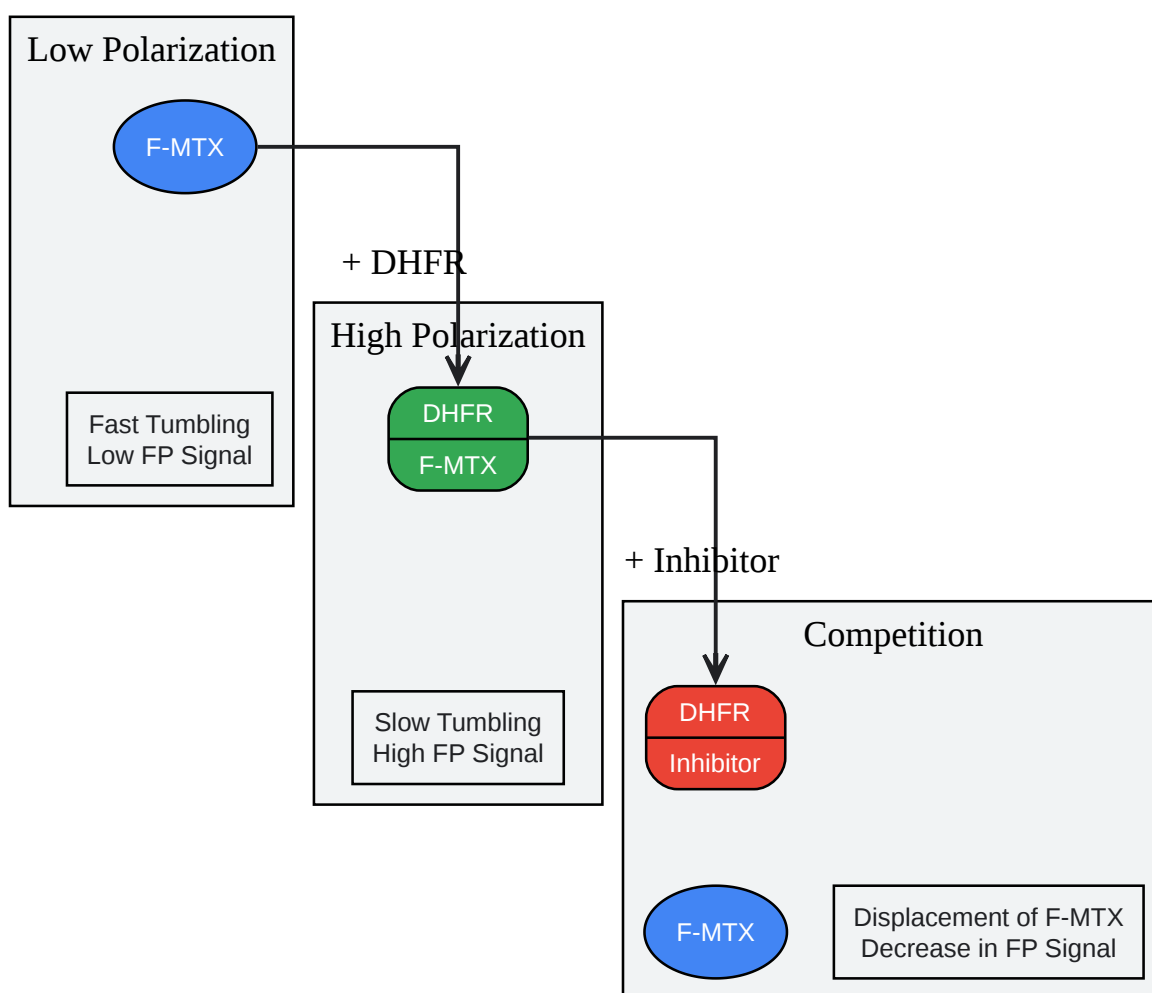 Low Polarization
F-MTX
Fast Tumbling
Low FP Signal
+ DHFR
High Polarization
DHFR
F-MTX
Slow Tumbling
High FP Signal
+ Inhibitor
Competition
DHFR
Inhibitor
F-MTX
Displacement of F-MTX
Decrease in FP Signal